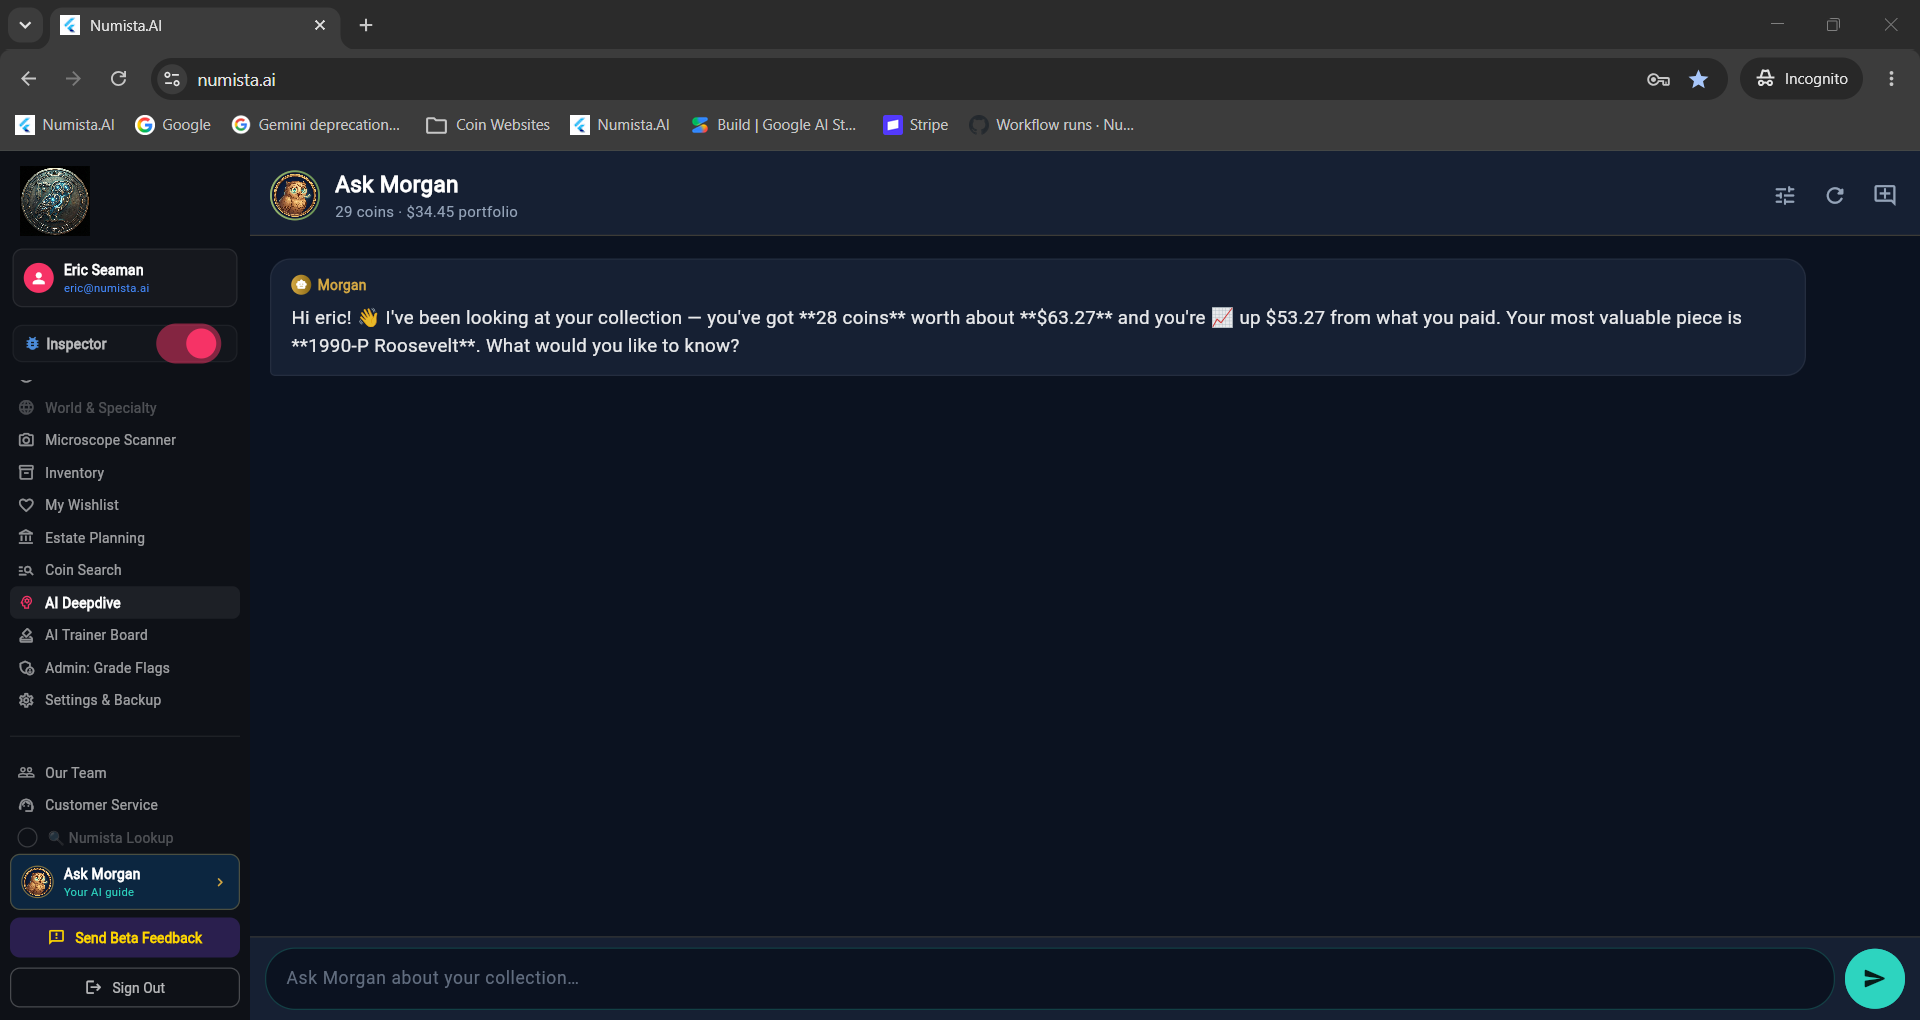 Numista.AI
numista.ai
Incognito
Numista.AI
Google
Gemini deprecation...
Coin Websites
Numista.AI
Build | Google AI St...
Stripe
Workflow runs · Nu...
Eric Seaman
eric@numista.ai
Inspector
World & Specialty
Microscope Scanner
Inventory
My Wishlist
Estate Planning
Coin Search
AI Deepdive
AI Trainer Board
Admin: Grade Flags
Settings & Backup
Our Team
Customer Service
🔍 Numista Lookup
Ask Morgan
Your AI guide
Send Beta Feedback
Sign Out
Ask Morgan
29 coins · $34.45 portfolio
Morgan
Hi eric! 👋 I've been looking at your collection — you've got **28 coins** worth about **$63.27** and you're 📈 up $53.27 from what you paid. Your most valuable piece is
**1990-P Roosevelt**. What would you like to know?
Ask Morgan about your collection...